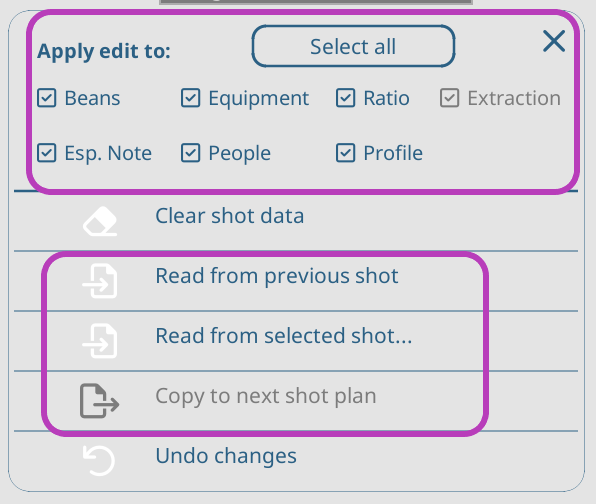 Apply edit to: Select all
Beans Equipment Ratio Extraction
Esp. Note People Profile
Clear shot data
Read from previous shot
Read from selected shot...
Copy to next shot plan
Undo changes